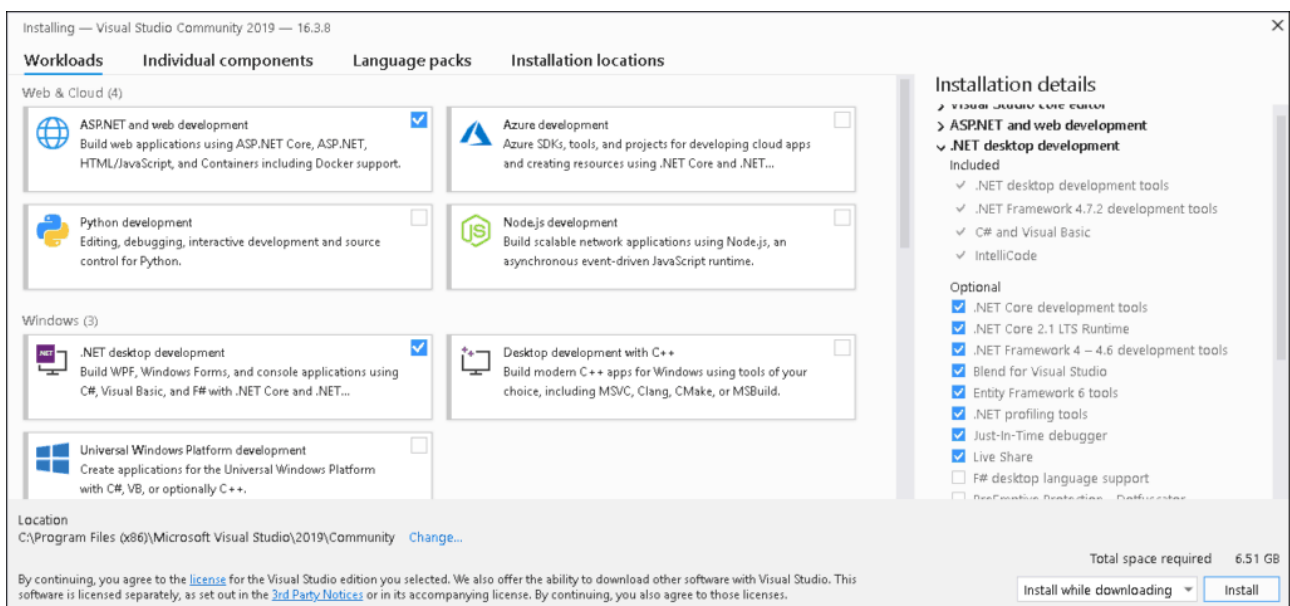 Installing — Visual Studio Community 2019 — 16.3.8
Workloads
Individual components
Language packs
Installation locations
Web & Cloud (4)
ASP.NET and web development
Build web applications using ASP.NET Core, ASP.NET,
HTML/JavaScript, and Containers including Docker support.
Azure development
Azure SDKs, tools, and projects for developing cloud apps
and creating resources using .NET Core and .NET...
Python development
Editing, debugging, interactive development and source
control for Python.
Node.js development
Build scalable network applications using Node.js, an
asynchronous event-driven JavaScript runtime.
Windows (3)
.NET desktop development
Build WPF, Windows Forms, and console applications using
C#, Visual Basic, and F# with .NET Core and .NET...
Desktop development with C++
Build modern C++ apps for Windows using tools of your
choice, including MSVC, Clang, CMake, or MSBuild.
Universal Windows Platform development
Create applications for the Universal Windows Platform
with C#, VB, or optionally C++.
Installation details
Visual Studio core editor
ASP.NET and web development
.NET desktop development
Included
.NET desktop development tools
.NET Framework 4.7.2 development tools
C# and Visual Basic
IntelliCode
Optional
.NET Core development tools
.NET Core 2.1 LTS Runtime
.NET Framework 4 – 4.6 development tools
Blend for Visual Studio
Entity Framework 6 tools
.NET profiling tools
Just-In-Time debugger
Live Share
F# desktop language support
PreEmptive Protection - Dotfuscator
Location
C:\Program Files (x86)\Microsoft Visual Studio\2019\Community Change...
By continuing, you agree to the license for the Visual Studio edition you selected. We also offer the ability to download other software with Visual Studio. This
software is licensed separately, as set out in the 3rd Party Notices or in its accompanying license. By continuing, you also agree to those licenses.
Total space required 6.51 GB
Install while downloading
Install